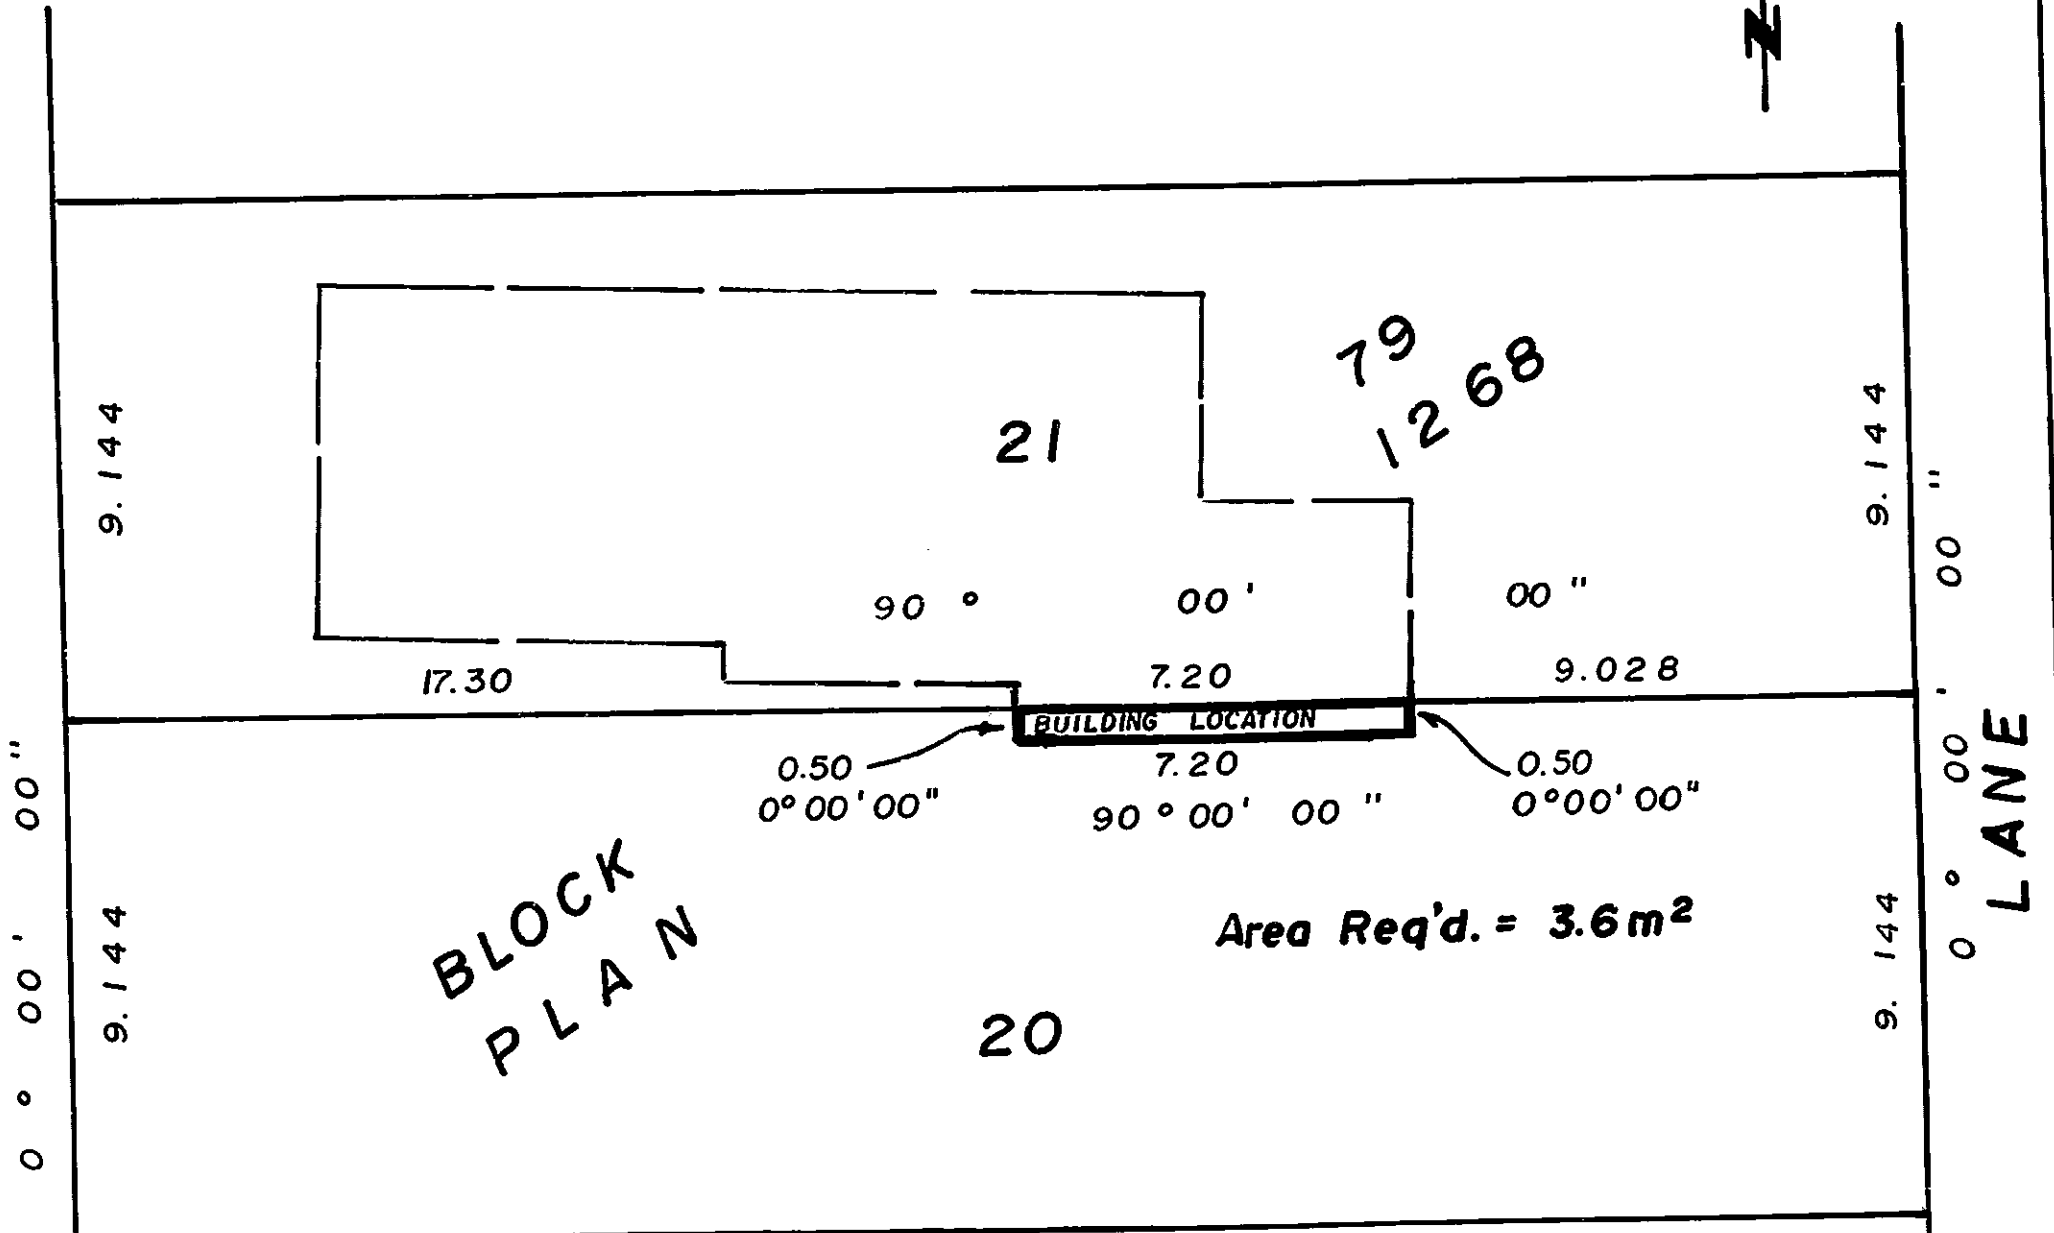 N
79
1268
21
9.144
9.144
90° 00' 00"
17.30
7.20
9.028
BUILDING LOCATION
0.50
0°00'00"
7.20
90°00'00"
0.50
0°00'00"
0°00'00"
LANE
0°00'00"
BLOCK
PLAN
Area Req'd. = 3.6m²
9.144
9.144
20